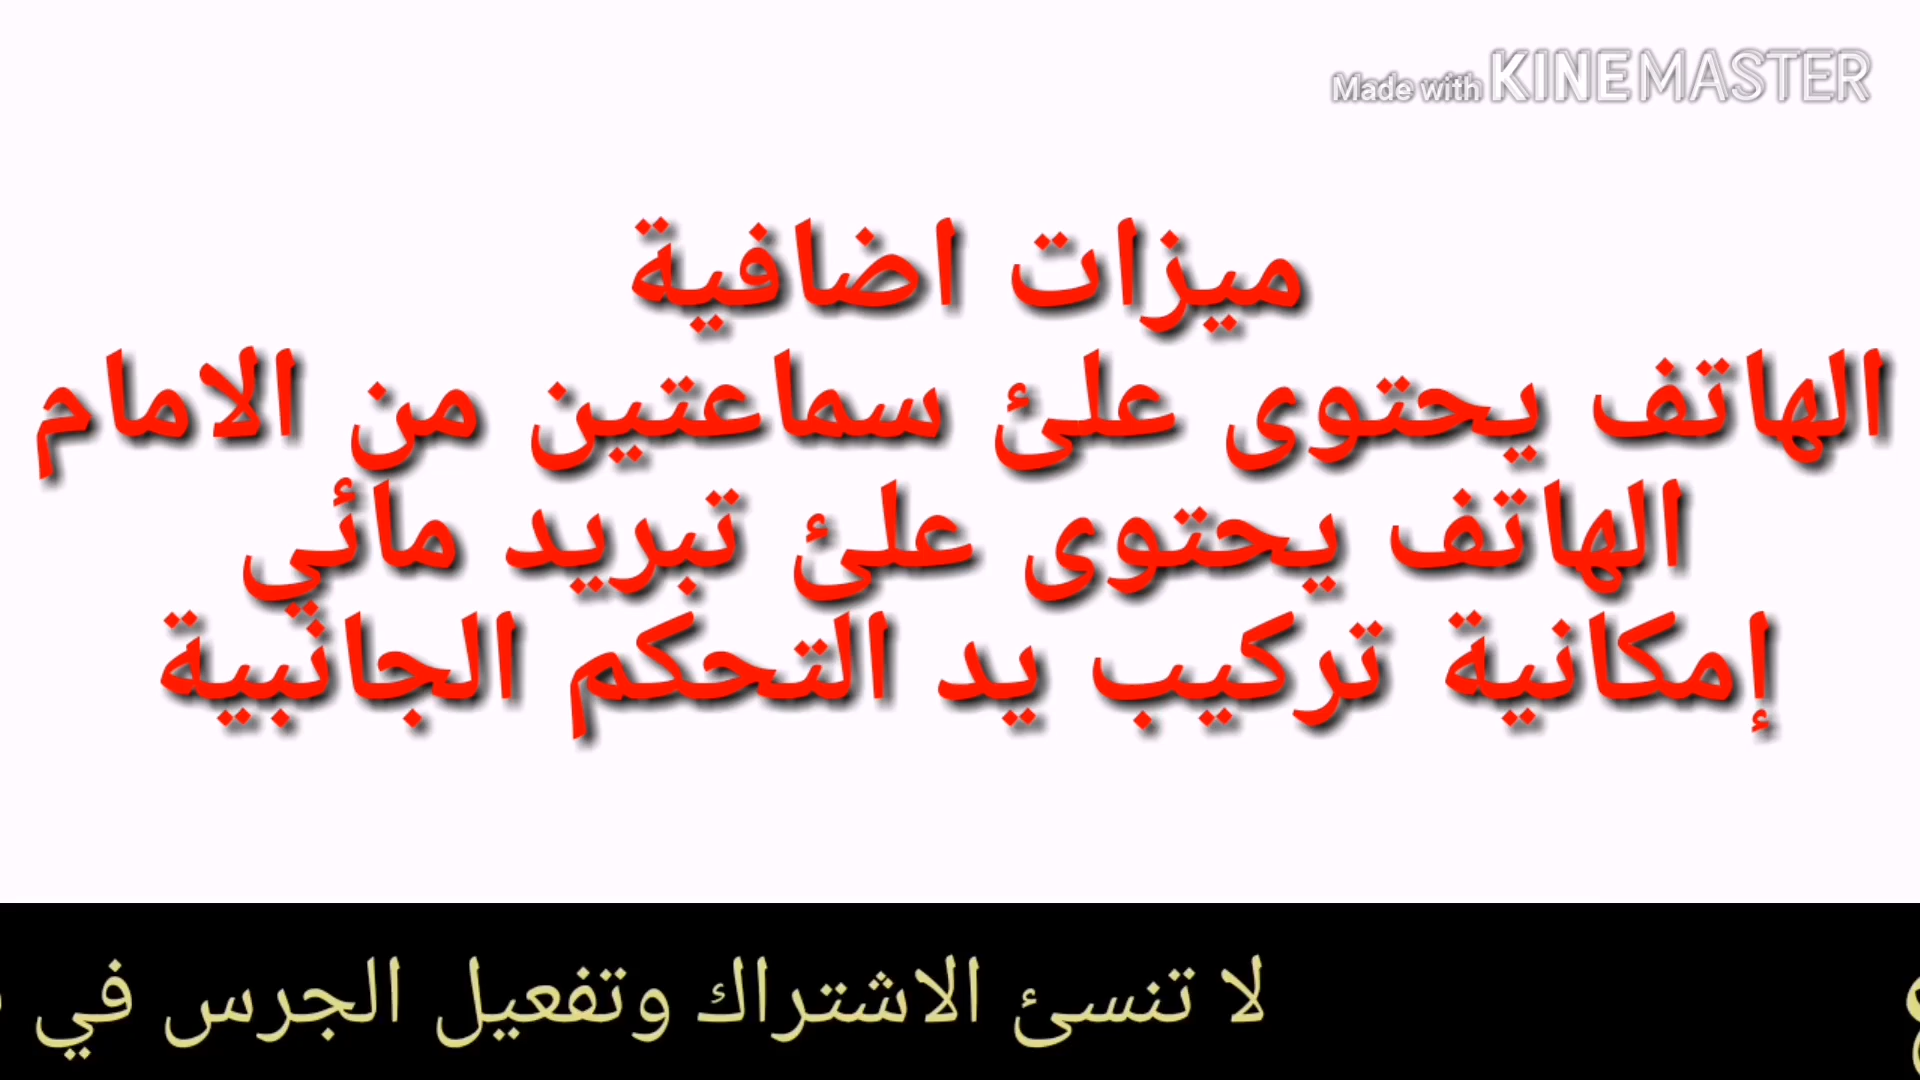 Made with KINEMASTER
ميزات اضافية
الهاتف يحتوى علئ سماعتين من الامام
الهاتف يحتوى علئ تبريد مائي
إمكانية تركيب يد التحكم الجانبية
لا تنسئ الاشتراك وتفعيل الجرس في